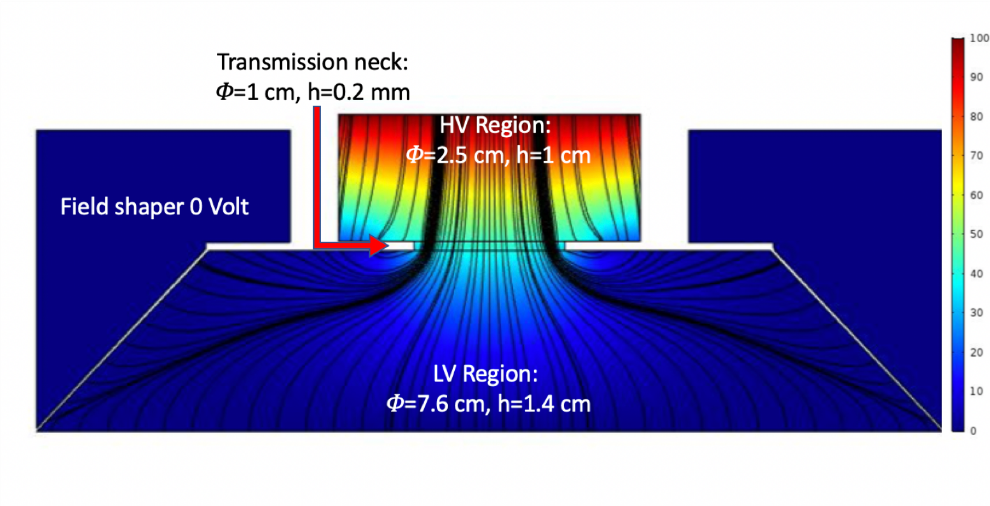 Transmission neck:
Φ=1 cm, h=0.2 mm
HV Region:
Φ=2.5 cm, h=1 cm
Field shaper 0 Volt
LV Region:
Φ=7.6 cm, h=1.4 cm
100
90
80
70
60
50
40
30
20
10
0